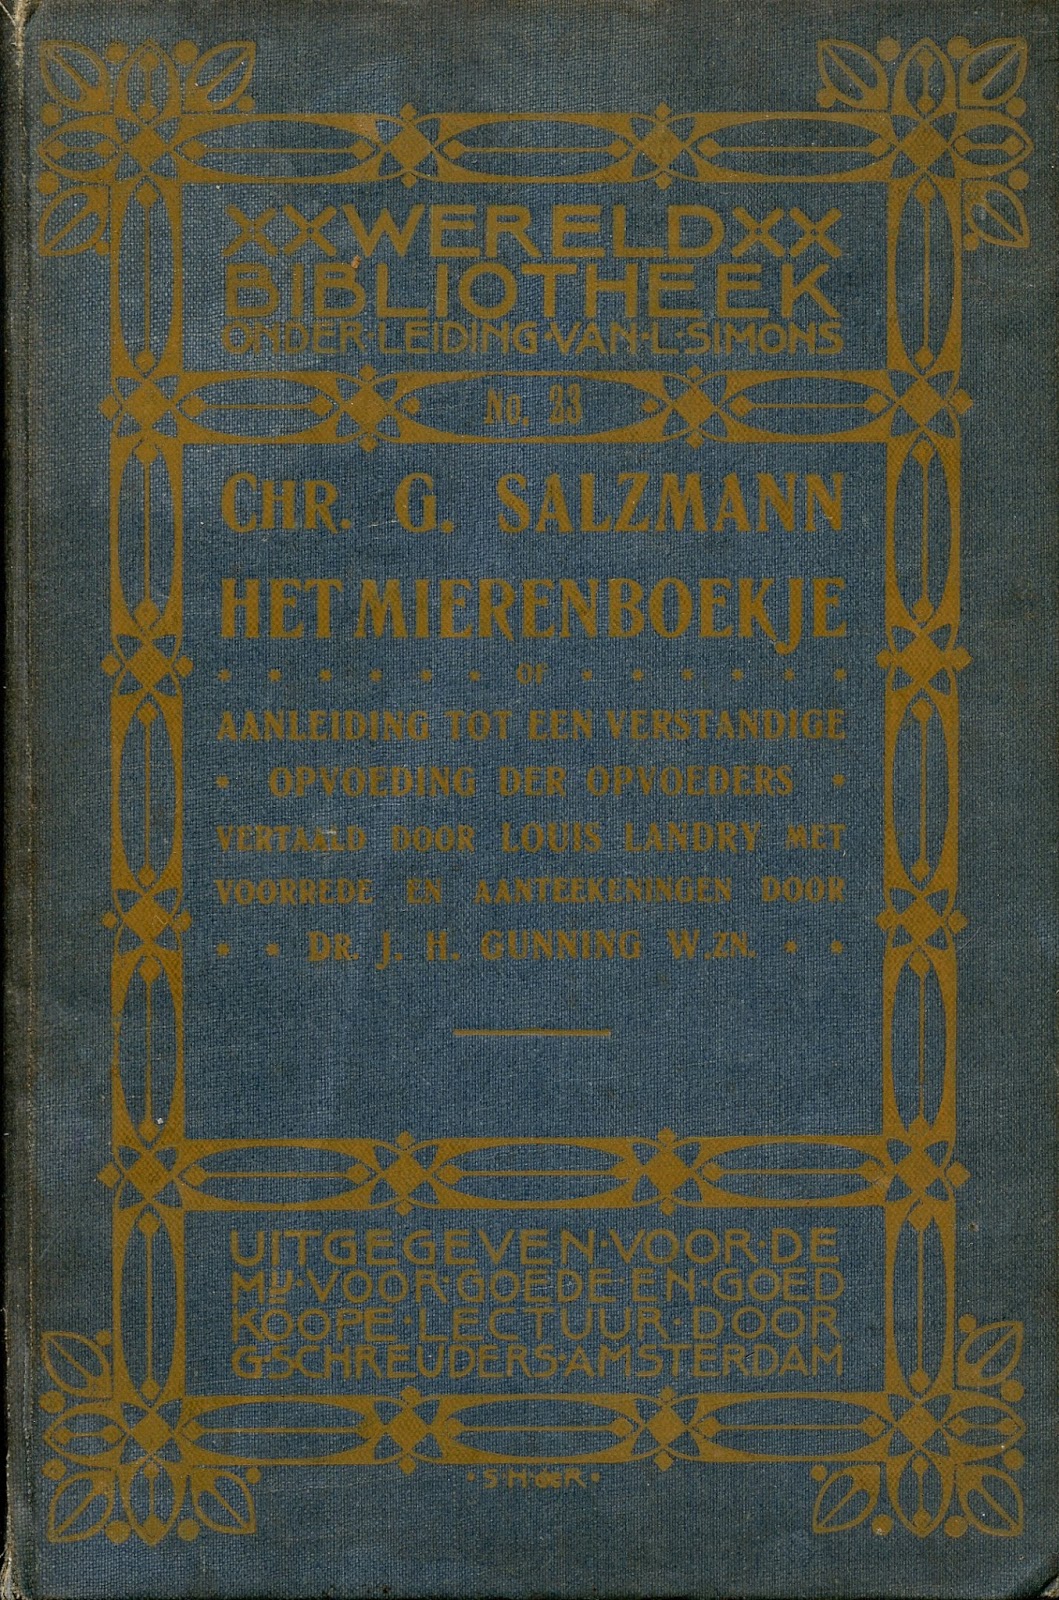 XXWERELDXX
BIBLIOTHEEK
ONDER·LEIDING·VAN·L·SIMONS
No. 23
CHR. G. SALZMANN
HET MIERENBOEKJE
OF
AANLEIDING TOT EEN VERSTANDIGE
OPVOEDING DER OPVOEDERS
VERTAALD DOOR LOUIS LANDRY MET
VOORREDE EN AANTEEKENINGEN DOOR
DR. J. H. GUNNING W.ZN.
UITGEGEVEN·VOOR·DE
MIJ·VOOR·GOEDE·EN·GOED
KOOPE·LECTUUR·DOOR
G·SCHREUDERS·AMSTERDAM
·S·H·deR·